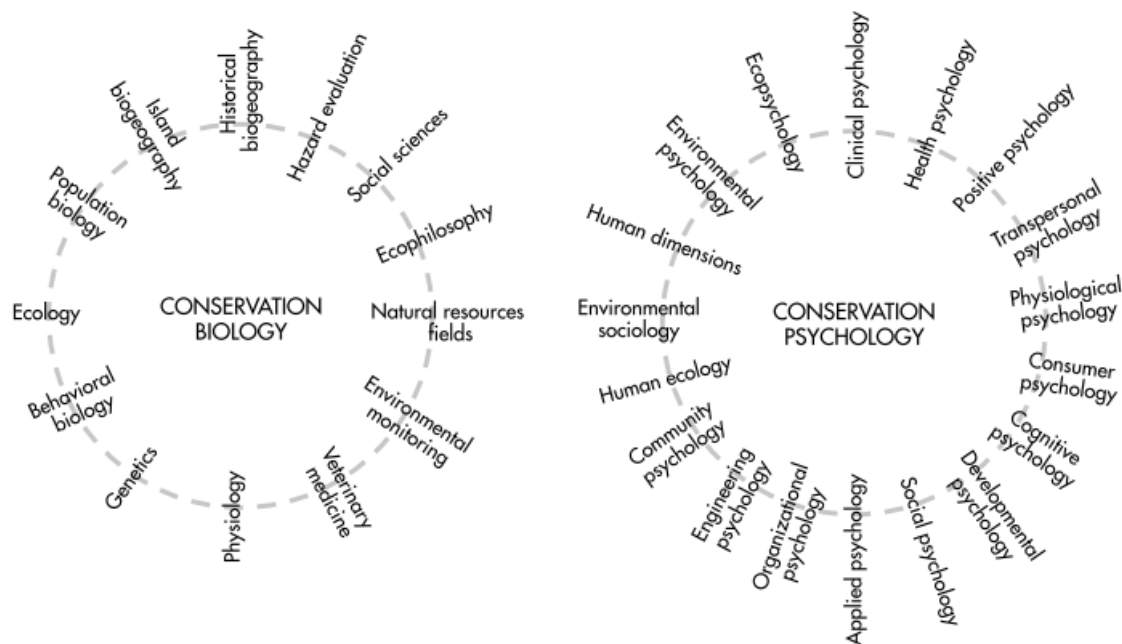 CONSERVATION
BIOLOGY
Historical
biogeography
Hazard evaluation
Social sciences
Ecophilosophy
Natural resources
fields
Environmental
monitoring
Veterinary
medicine
Physiology
Genetics
Behavioral
biology
Ecology
Population
biology
Island
biogeography
CONSERVATION
PSYCHOLOGY
Clinical psychology
Health psychology
Positive psychology
Transpersonal
psychology
Physiological
psychology
Consumer
psychology
Cognitive
psychology
Developmental
psychology
Social psychology
Applied psychology
Organizational
psychology
Engineering
psychology
Community
psychology
Human ecology
Environmental
sociology
Human dimensions
Environmental
psychology
Ecopsychology